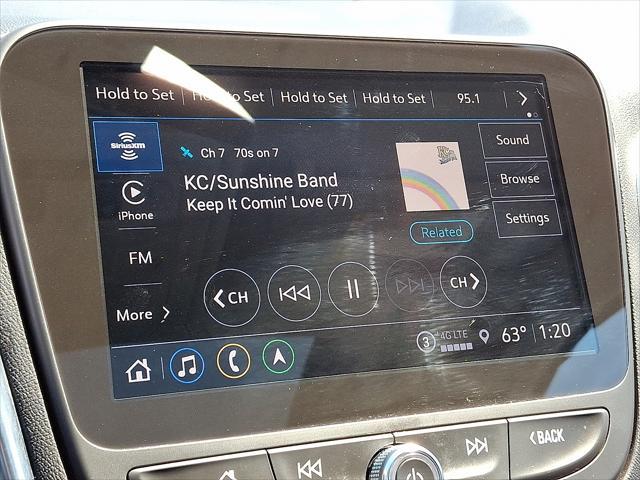 Hold to Set Hold to Set Hold to Set Hold to Set 95.1
SiriusXM
Ch 7 70s on 7
Sound
KC/Sunshine Band
Keep It Comin' Love (77)
iPhone
Browse
Related
Settings
FM
CH
CH
More
3 4G LTE 63° 1:20
BACK